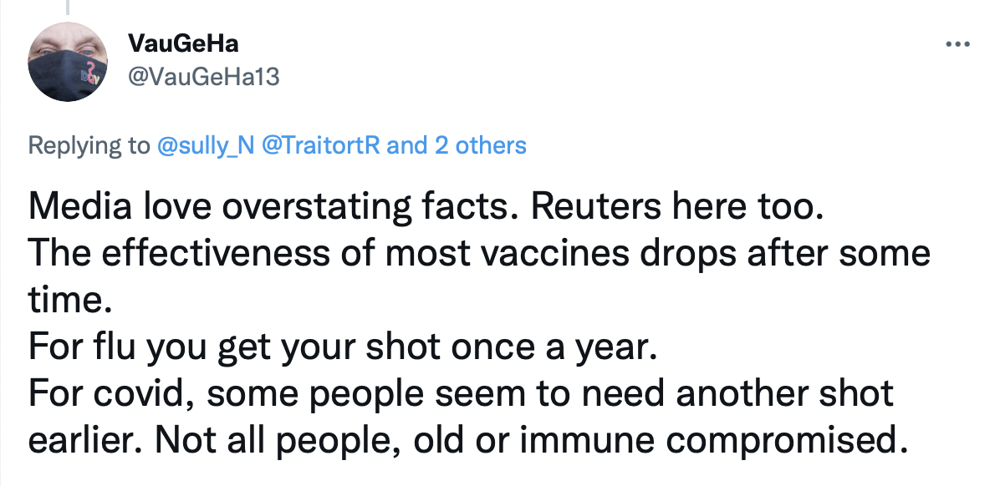 VauGeHa
@VauGeHa13
Replying to @sully_N @TraitortR and 2 others
Media love overstating facts. Reuters here too.
The effectiveness of most vaccines drops after some
time.
For flu you get your shot once a year.
For covid, some people seem to need another shot
earlier. Not all people, old or immune compromised.